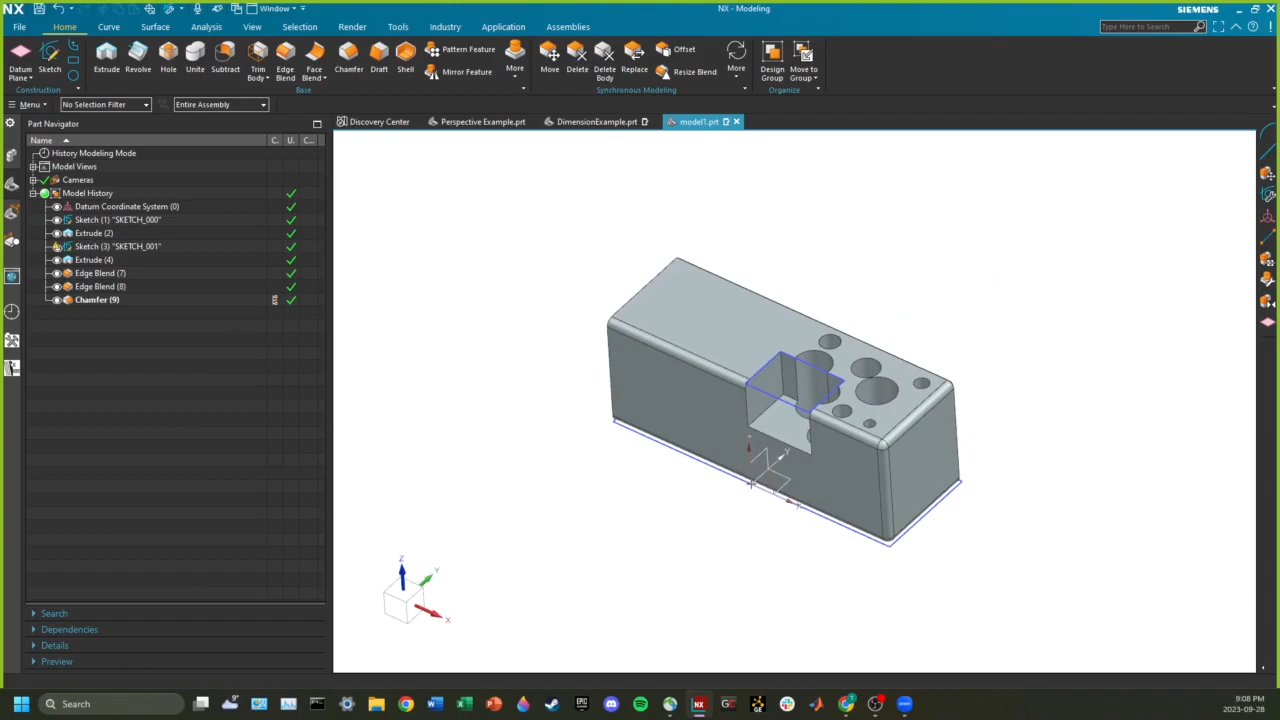 NX
Window
NX - Modeling
SIEMENS
File
Home
Curve
Surface
Analysis
View
Selection
Render
Tools
Industry
Application
Assemblies
Type Here to Search
Datum
Plane
Sketch
Extrude
Revolve
Hole
Unite
Subtract
Trim
Body
Edge
Blend
Face
Blend
Chamfer
Draft
Shell
Pattern Feature
Mirror Feature
More
Move
Delete
Delete
Body
Replace
Offset
Resize Blend
More
Design
Group
Move to
Group
Construction
Base
Synchronous Modeling
Organize
Menu
No Selection Filter
Entire Assembly
Part Navigator
Discovery Center
Perspective Example.prt
DimensionExample.prt
model1.prt
Name
C.
U.
C...
History Modeling Mode
Model Views
Cameras
Model History
Datum Coordinate System (0)
Sketch (1) "SKETCH_000"
Extrude (2)
Sketch (3) "SKETCH_001"
Extrude (4)
Edge Blend (7)
Edge Blend (8)
Chamfer (9)
Y
Z
Y
X
Search
Dependencies
Details
Preview
Search
9:08 PM
2023-09-28